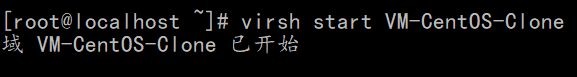 [root@localhost ~]# virsh start VM-CentOS-Clone
域 VM-CentOS-Clone 已开始